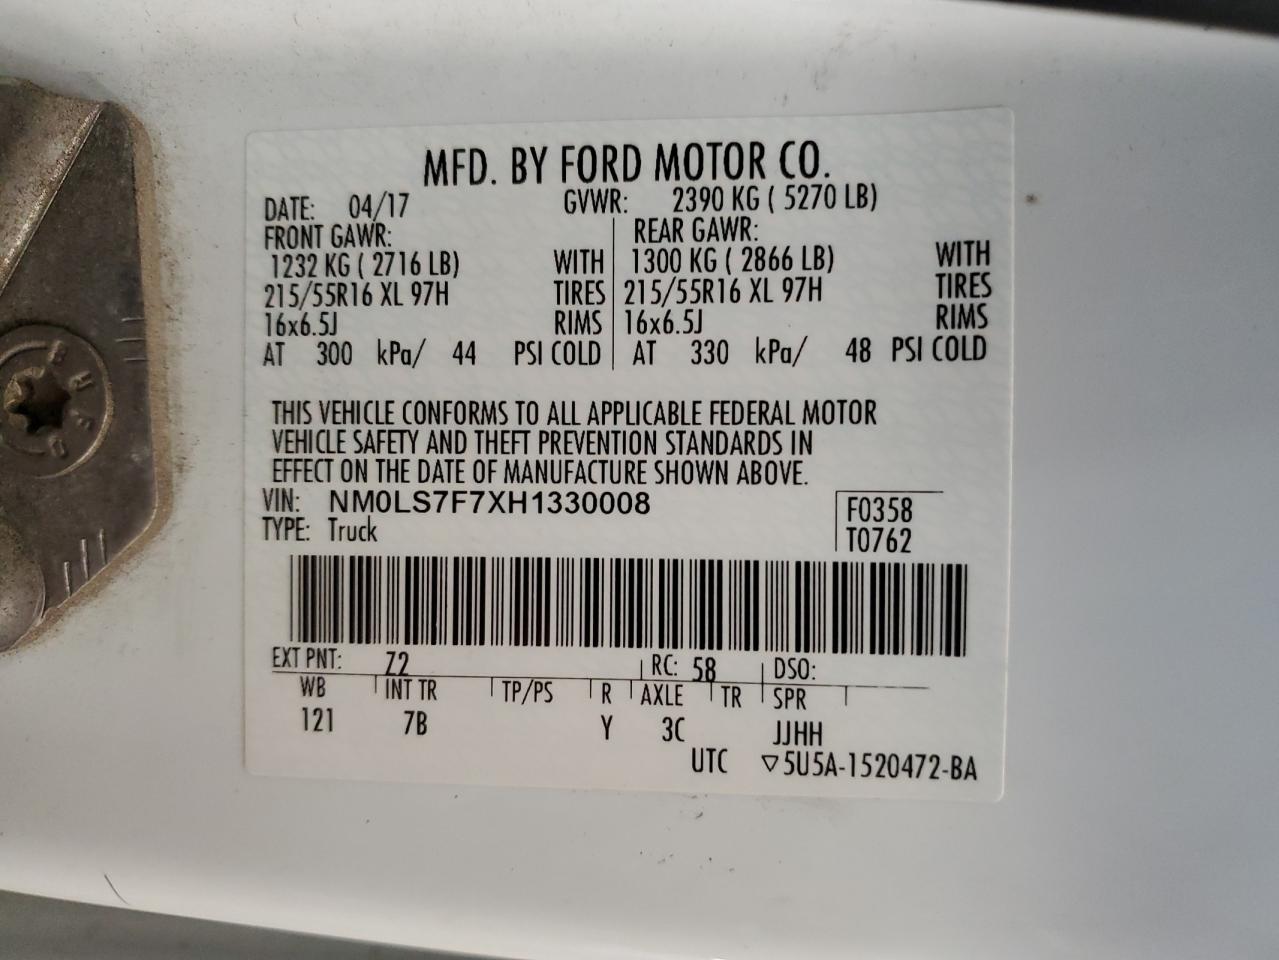 MFD. BY FORD MOTOR CO.
DATE: 04/17 GVWR: 2390 KG ( 5270 LB)
FRONT GAWR: REAR GAWR:
1232 KG ( 2716 LB) WITH 1300 KG ( 2866 LB) WITH
215/55R16 XL 97H TIRES 215/55R16 XL 97H TIRES
16x6.5J RIMS 16x6.5J RIMS
AT 300 kPa/ 44 PSI COLD AT 330 kPa/ 48 PSI COLD
THIS VEHICLE CONFORMS TO ALL APPLICABLE FEDERAL MOTOR
VEHICLE SAFETY AND THEFT PREVENTION STANDARDS IN
EFFECT ON THE DATE OF MANUFACTURE SHOWN ABOVE.
VIN: NM0LS7F7XH1330008 F0358
TYPE: Truck T0762
EXT PNT: Z2 RC: 58 DSO:
WB INT TR TP/PS R AXLE TR SPR
121 7B Y 3C JJHH
UTC ▽5U5A-1520472-BA